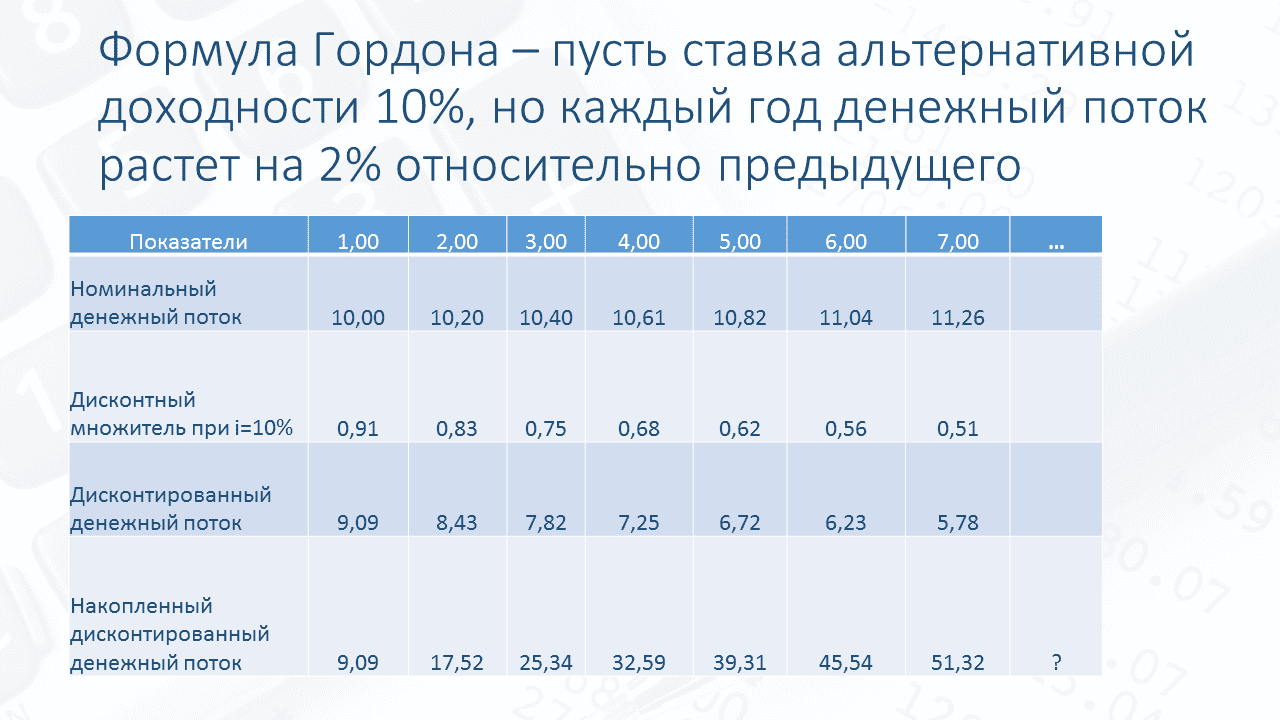 Формула Гордона – пусть ставка альтернативной
доходности 10%, но каждый год денежный поток
растет на 2% относительно предыдущего
Показатели 1,00 2,00 3,00 4,00 5,00 6,00 7,00 ...
Номинальный
денежный поток 10,00 10,20 10,40 10,61 10,82 11,04 11,26
Дисконтный
множитель при i=10% 0,91 0,83 0,75 0,68 0,62 0,56 0,51
Дисконтированный
денежный поток 9,09 8,43 7,82 7,25 6,72 6,23 5,78
Накопленный
дисконтированный
денежный поток 9,09 17,52 25,34 32,59 39,31 45,54 51,32 ?